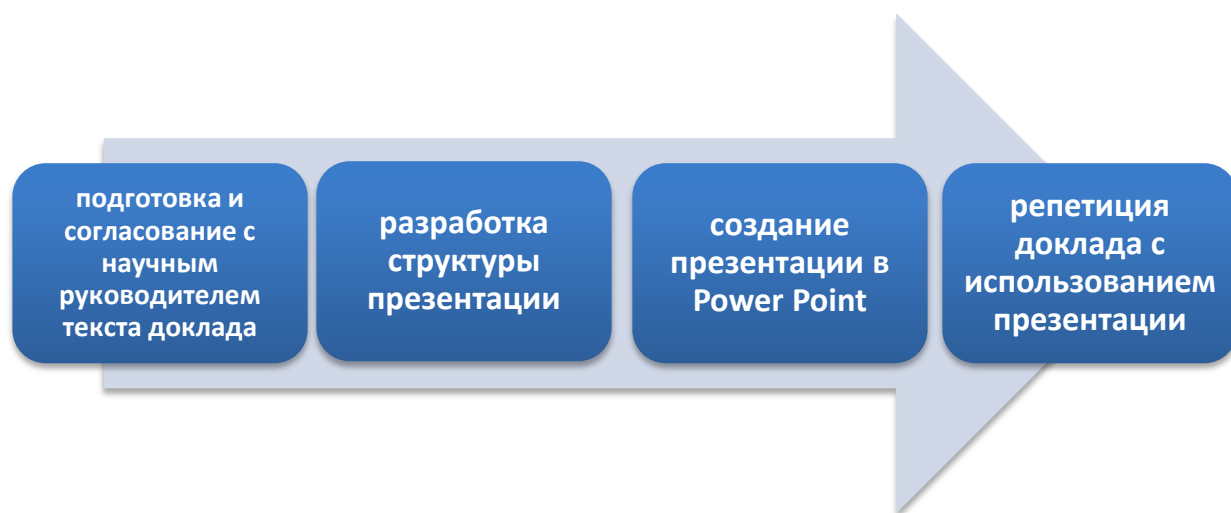 подготовка и
согласование с
научным
руководителем
текста доклада
разработка
структуры
презентации
создание
презентации в
Power Point
репетиция
доклада с
использованием
презентации